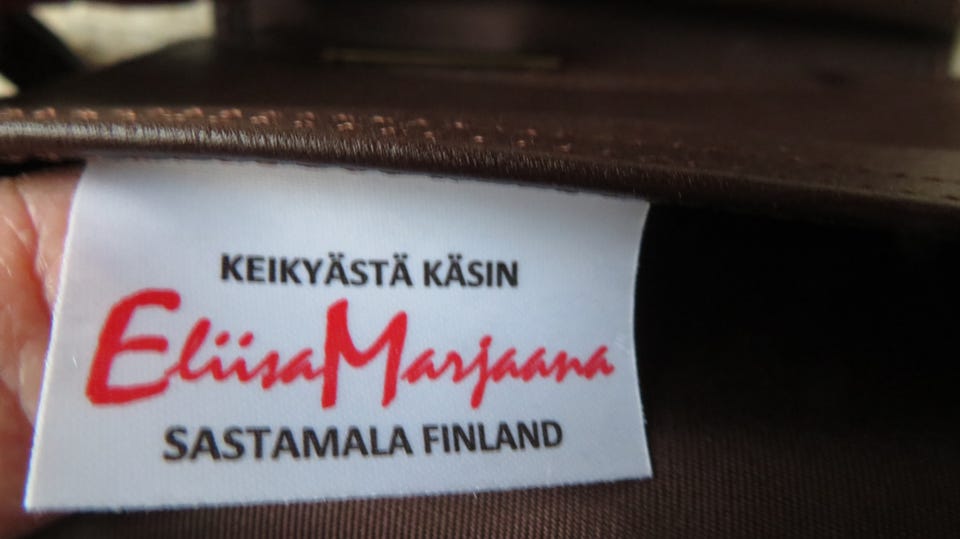 KEIKYÄSTÄ KÄSIN
EliisaMarjaana
SASTAMALA FINLAND